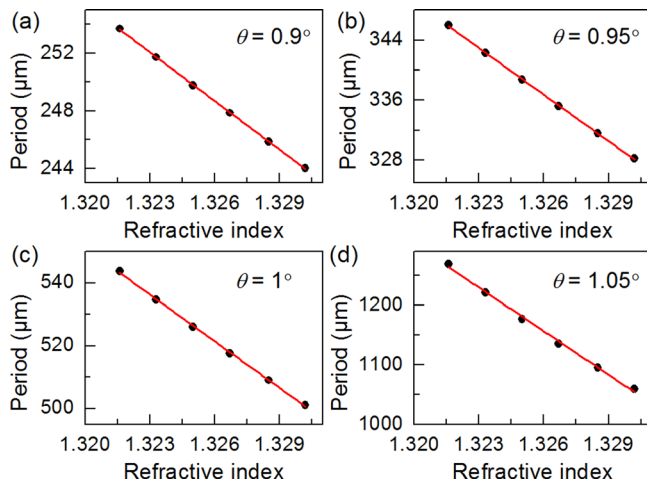 (a)
θ = 0.9°
252
248
244
Period (μm)
1.320 1.323 1.326 1.329
Refractive index
(b)
θ = 0.95°
344
336
328
Period (μm)
1.320 1.323 1.326 1.329
Refractive index
(c)
θ = 1°
540
520
500
Period (μm)
1.320 1.323 1.326 1.329
Refractive index
(d)
θ = 1.05°
1200
1100
1000
Period (μm)
1.320 1.323 1.326 1.329
Refractive index